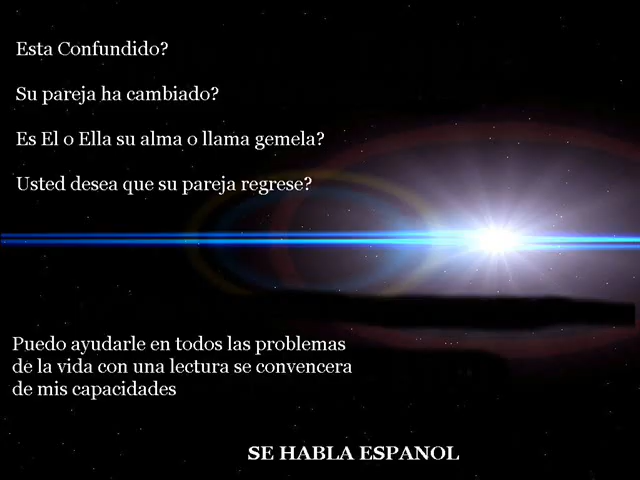 Esta Confundido?
Su pareja ha cambiado?
Es El o Ella su alma o llama gemela?
Usted desea que su pareja regrese?
Puedo ayudarle en todos las problemas
de la vida con una lectura se convencera
de mis capacidades
SE HABLA ESPANOL